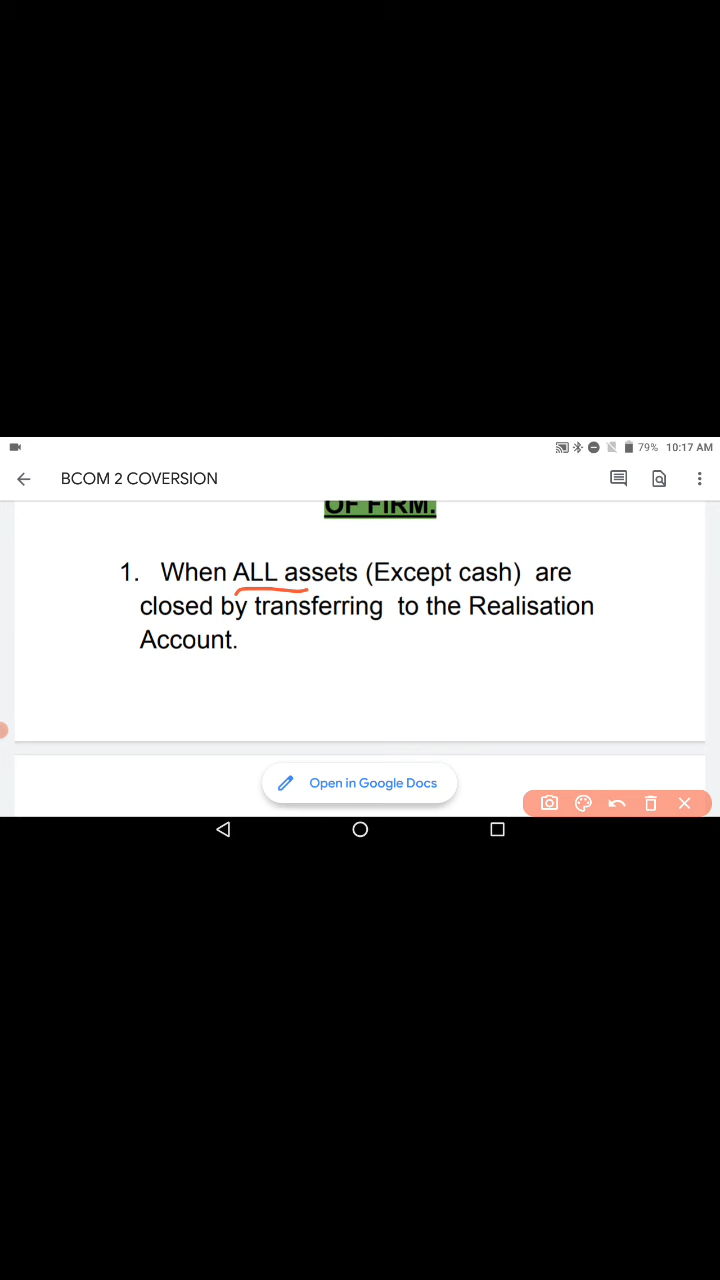 79% 10:17 AM
BCOM 2 COVERSION
OF FIRM.
1. When ALL assets (Except cash) are
closed by transferring to the Realisation
Account.
Open in Google Docs